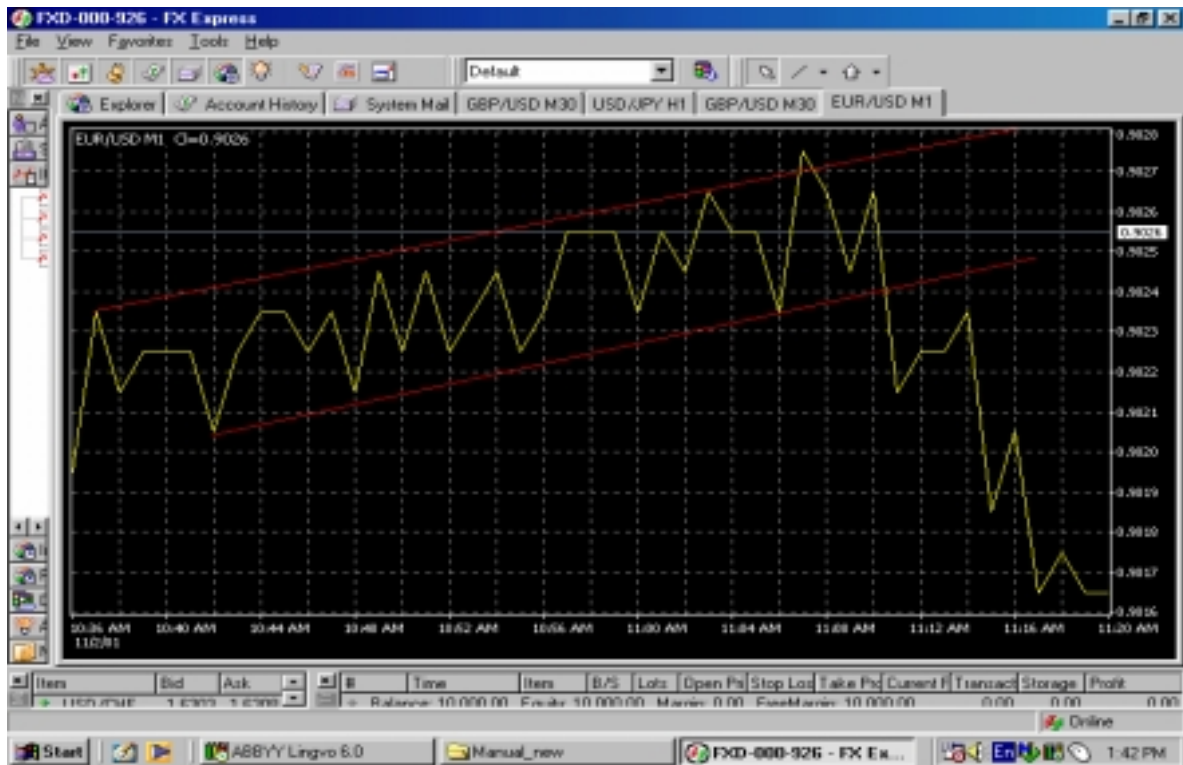 FXD-000-926 - FX Express
File View Favorites Tools Help
Default
Explorer Account History System Mail GBP/USD M30 USD/JPY H1 GBP/USD M30 EUR/USD M1
EUR/USD M1 Cl=0.9026
0.9028
0.9027
0.9026
0.9026
0.9025
0.9024
0.9023
0.9022
0.9021
0.9020
0.9019
0.9018
0.9017
0.9016
10:36 AM 10:40 AM 10:44 AM 10:48 AM 10:52 AM 10:56 AM 11:00 AM 11:04 AM 11:08 AM 11:12 AM 11:16 AM 11:20 AM
Item Bid Ask # Time Item B/S Lots Open Pri Stop Los Take Pro Current P Transact Storage Profit
Balance: 10 000.00 Equity: 10 000.00 Margin: 0.00 FreeMargin: 10 000.00 0.00 0.00 0.00
Online
Start ABBYY Lingvo 6.0 Manual_new FXD-000-926 - FX Ex... En 1:42 PM